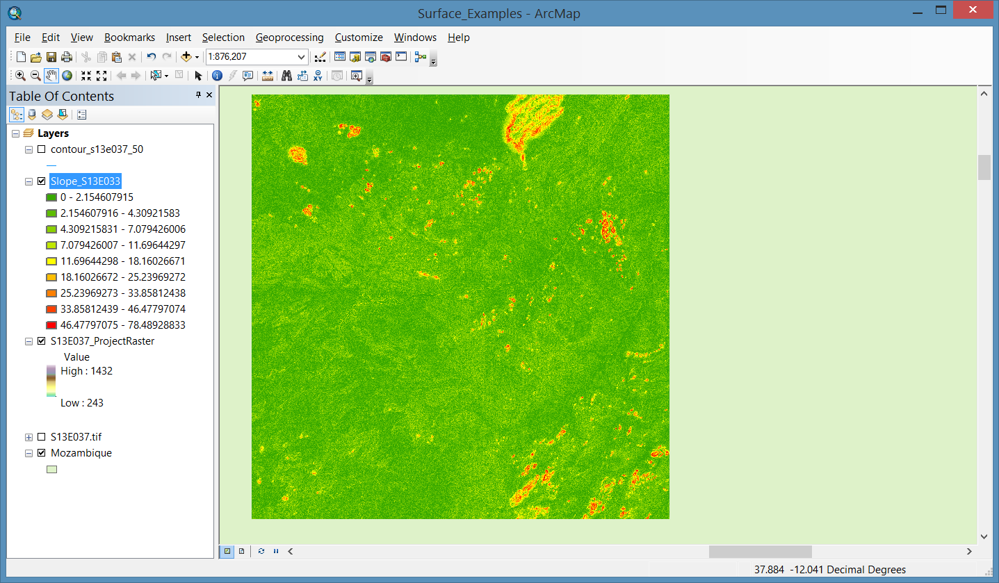 Surface_Examples - ArcMap
File Edit View Bookmarks Insert Selection Geoprocessing Customize Windows Help
1:876,207
XY
Table Of Contents
Layers
contour_s13e037_50
Slope_S13E033
0 - 2.154607915
2.154607916 - 4.30921583
4.309215831 - 7.079426006
7.079426007 - 11.69644297
11.69644298 - 18.16026671
18.16026672 - 25.23969272
25.23969273 - 33.85812438
33.85812439 - 46.47797074
46.47797075 - 78.48928833
S13E037_ProjectRaster
Value
High : 1432
Low : 243
S13E037.tif
Mozambique
37.884 -12.041 Decimal Degrees